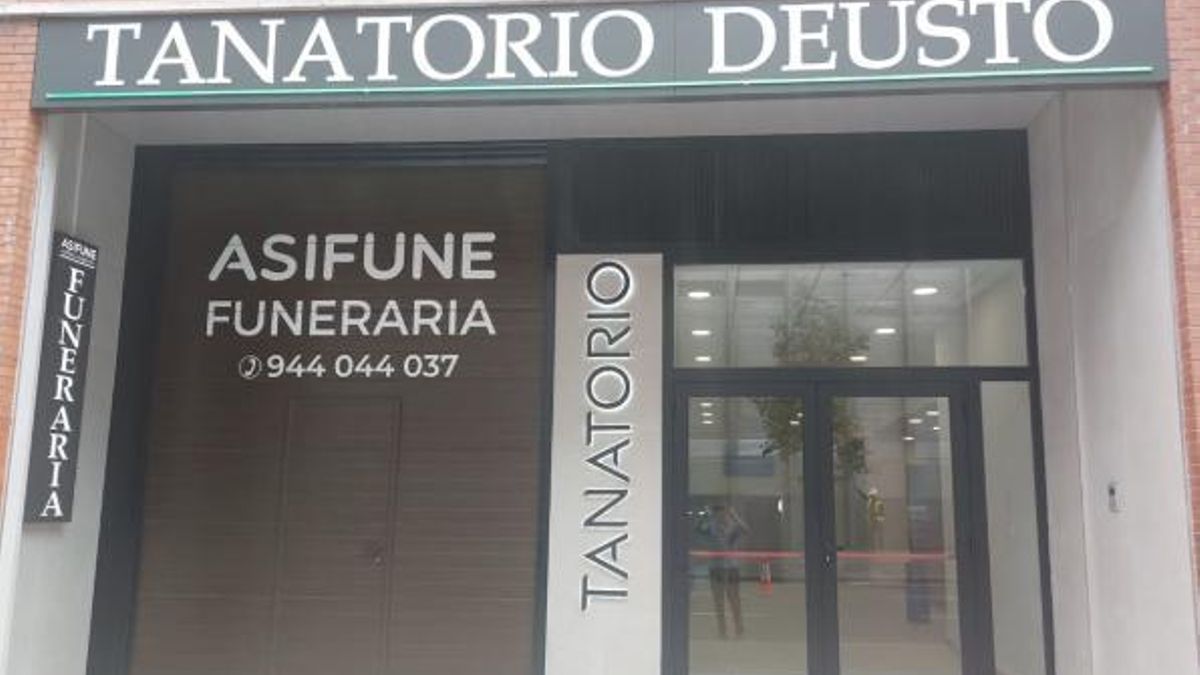 TANATORIO DEUSTO
ASIFUNE
FUNERARIA
ASIFUNE
FUNERARIA
944 044 037
TANATORIO